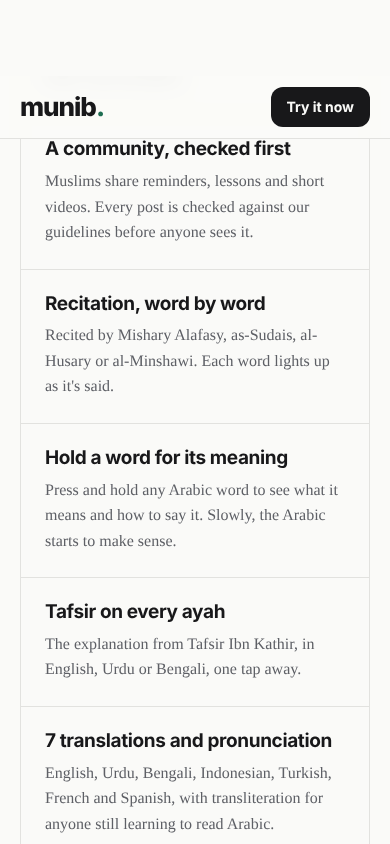 munib.
Try it now
A community, checked first
Muslims share reminders, lessons and short
videos. Every post is checked against our
guidelines before anyone sees it.
Recitation, word by word
Recited by Mishary Alafasy, as-Sudais, al-
Husary or al-Minshawi. Each word lights up
as it's said.
Hold a word for its meaning
Press and hold any Arabic word to see what it
means and how to say it. Slowly, the Arabic
starts to make sense.
Tafsir on every ayah
The explanation from Tafsir Ibn Kathir, in
English, Urdu or Bengali, one tap away.
7 translations and pronunciation
English, Urdu, Bengali, Indonesian, Turkish,
French and Spanish, with transliteration for
anyone still learning to read Arabic.